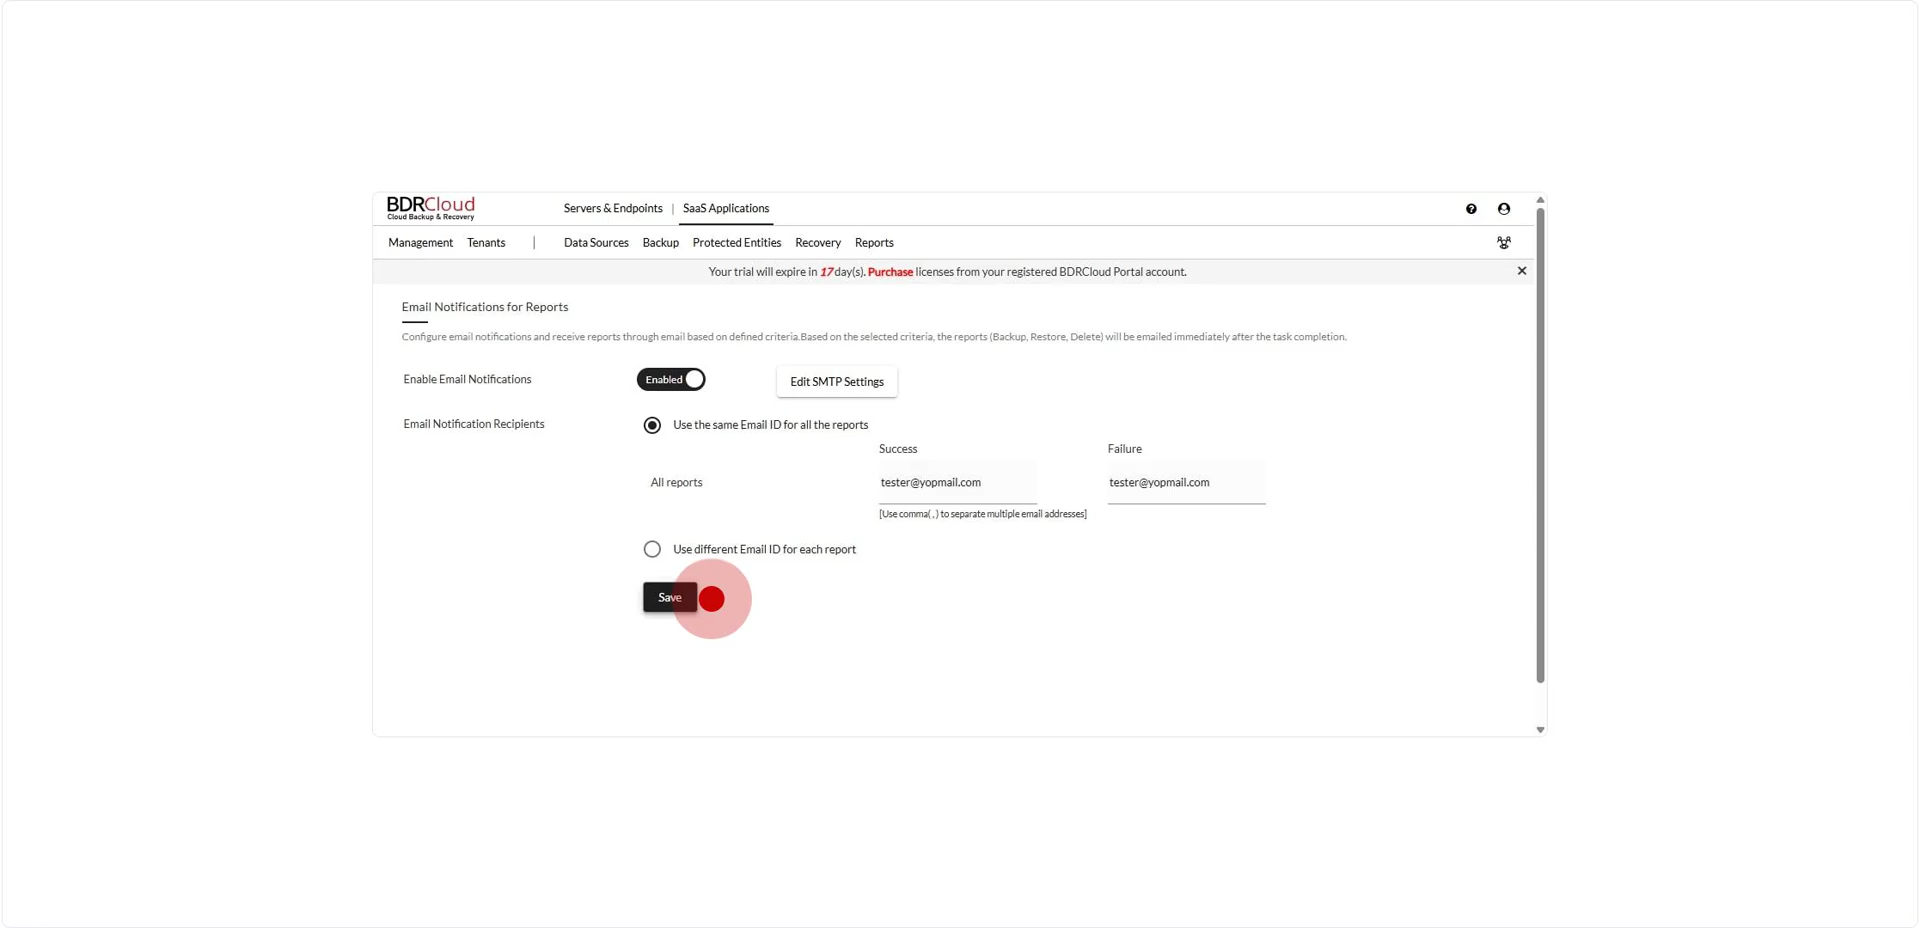 BDRCloud
Cloud Backup & Recovery
Servers & Endpoints | SaaS Applications
Management Tenants | Data Sources Backup Protected Entities Recovery Reports
Your trial will expire in 17 day(s). Purchase licenses from your registered BDRCloud Portal account.
Email Notifications for Reports
Configure email notifications and receive reports through email based on defined criteria.Based on the selected criteria, the reports (Backup, Restore, Delete) will be emailed immediately after the task completion.
Enable Email Notifications Enabled Edit SMTP Settings
Email Notification Recipients Use the same Email ID for all the reports
Success Failure
All reports tester@yopmail.com tester@yopmail.com
[Use comma( , ) to separate multiple email addresses]
Use different Email ID for each report
Save